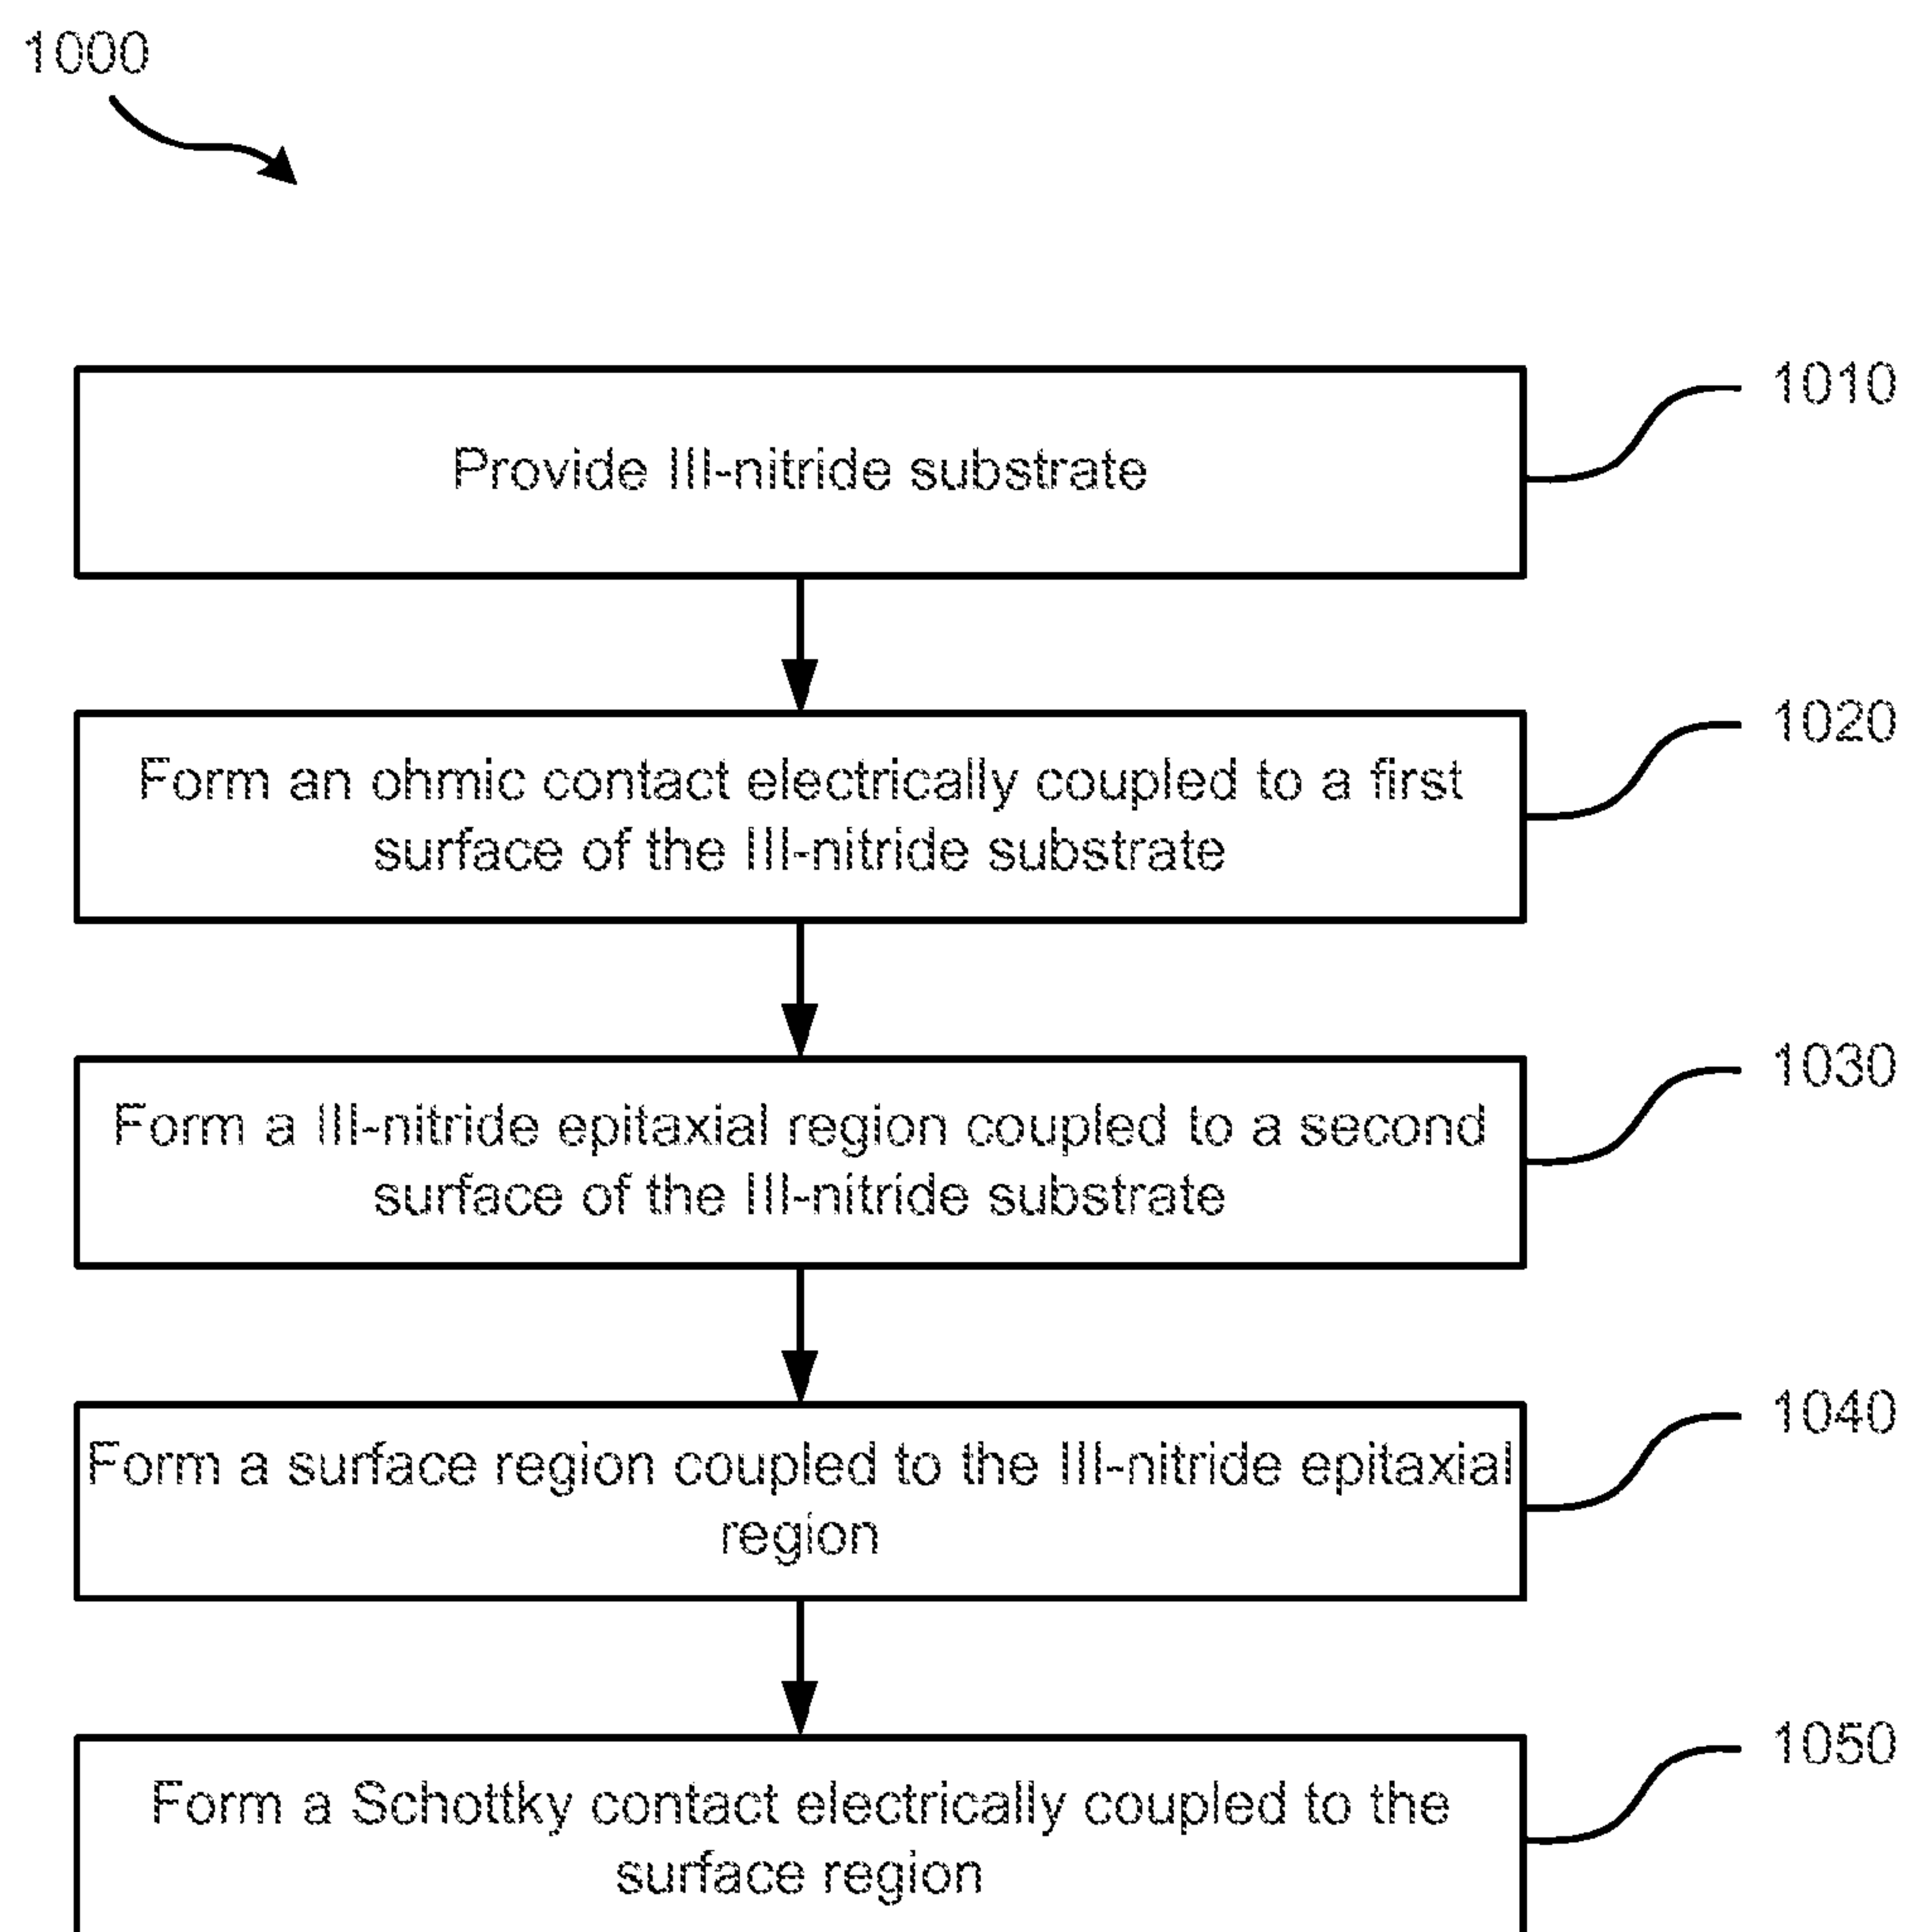 1000
1010
Provide III-nitride substrate
1020
Form an ohmic contact electrically coupled to a first
surface of the III-nitride substrate
1030
Form a III-nitride epitaxial region coupled to a second
surface of the III-nitride substrate
1040
Form a surface region coupled to the III-nitride epitaxial
region
1050
Form a Schottky contact electrically coupled to the
surface region